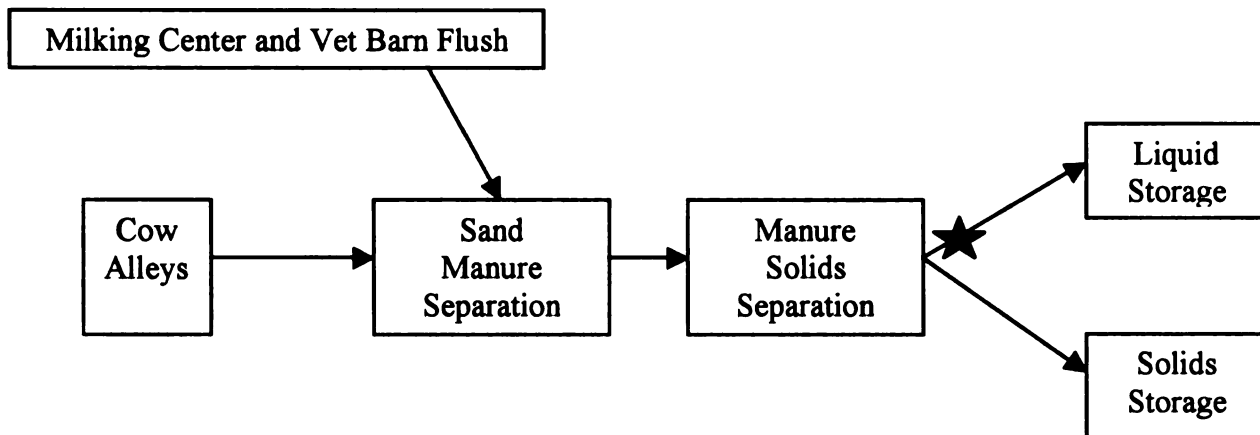 Milking Center and Vet Barn Flush
Cow
Alleys
Sand
Manure
Separation
Manure
Solids
Separation
Liquid
Storage
Solids
Storage